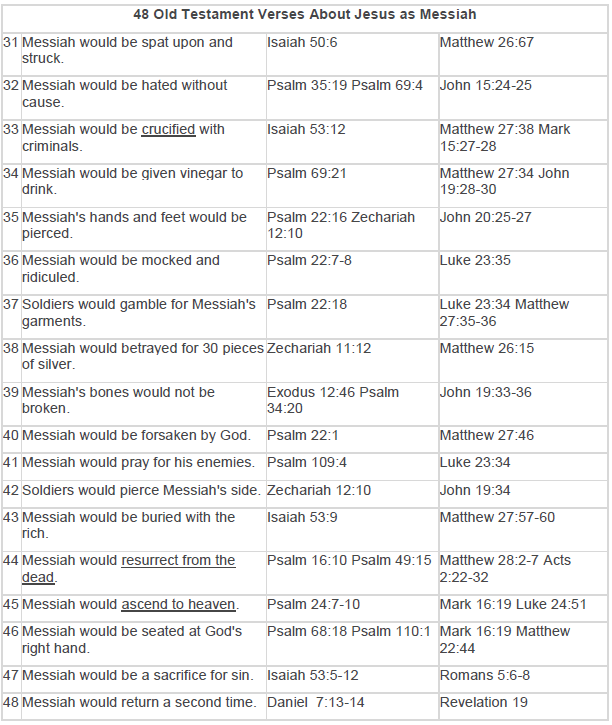 48 Old Testament Verses About Jesus as Messiah
31 Messiah would be spat upon and struck. Isaiah 50:6 Matthew 26:67
32 Messiah would be hated without cause. Psalm 35:19 Psalm 69:4 John 15:24-25
33 Messiah would be crucified with criminals. Isaiah 53:12 Matthew 27:38 Mark 15:27-28
34 Messiah would be given vinegar to drink. Psalm 69:21 Matthew 27:34 John 19:28-30
35 Messiah's hands and feet would be pierced. Psalm 22:16 Zechariah 12:10 John 20:25-27
36 Messiah would be mocked and ridiculed. Psalm 22:7-8 Luke 23:35
37 Soldiers would gamble for Messiah's garments. Psalm 22:18 Luke 23:34 Matthew 27:35-36
38 Messiah would betrayed for 30 pieces of silver. Zechariah 11:12 Matthew 26:15
39 Messiah's bones would not be broken. Exodus 12:46 Psalm 34:20 John 19:33-36
40 Messiah would be forsaken by God. Psalm 22:1 Matthew 27:46
41 Messiah would pray for his enemies. Psalm 109:4 Luke 23:34
42 Soldiers would pierce Messiah's side. Zechariah 12:10 John 19:34
43 Messiah would be buried with the rich. Isaiah 53:9 Matthew 27:57-60
44 Messiah would resurrect from the dead. Psalm 16:10 Psalm 49:15 Matthew 28:2-7 Acts 2:22-32
45 Messiah would ascend to heaven. Psalm 24:7-10 Mark 16:19 Luke 24:51
46 Messiah would be seated at God's right hand. Psalm 68:18 Psalm 110:1 Mark 16:19 Matthew 22:44
47 Messiah would be a sacrifice for sin. Isaiah 53:5-12 Romans 5:6-8
48 Messiah would return a second time. Daniel 7:13-14 Revelation 19